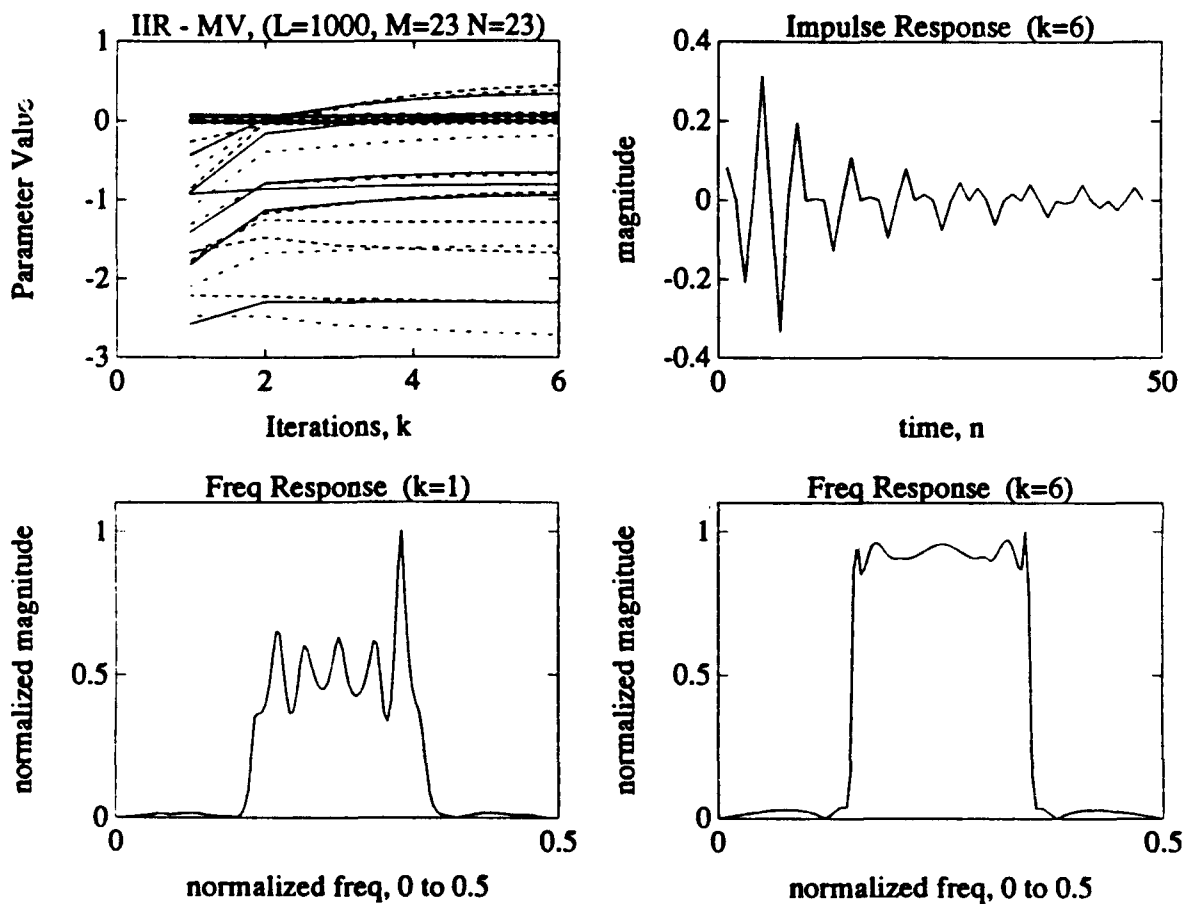 IIR - MV, (L=1000, M=23 N=23)
Parameter Value
1
0
-1
-2
-3
0
2
4
6
Iterations, k
Impulse Response (k=6)
magnitude
0.4
0.2
0
-0.2
-0.4
0
50
time, n
Freq Response (k=1)
normalized magnitude
1
0.5
0
0
0.5
normalized freq, 0 to 0.5
Freq Response (k=6)
normalized magnitude
1
0.5
0
0
0.5
normalized freq, 0 to 0.5